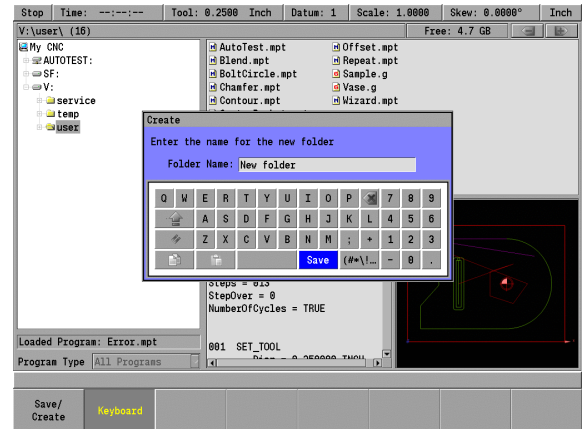 Stop Time: --:--:-- Tool: 0.2500 Inch Datum: 1 Scale: 1.0000 Skew: 0.0000° Inch
V:\user\ (16) Free: 4.7 GB
My CNC
AUTOTEST:
SF:
V:
service
temp
user
AutoTest.mpt Offset.mpt
Blend.mpt Repeat.mpt
BoltCircle.mpt Sample.g
Chamfer.mpt Vase.g
Contour.mpt Wizard.mpt
Create
Enter the name for the new folder
Folder Name: New folder
Q W E R T Y U I O P 7 8 9
A S D F G H J K L 4 5 6
Z X C V B N M ; + 1 2 3
Save (#*\!… - 0 .
Steps = 013
StepOver = 0
NumberOfCycles = TRUE
001 SET_TOOL
Loaded Program: Error.mpt
Program Type All Programs
Save/
Create
Keyboard